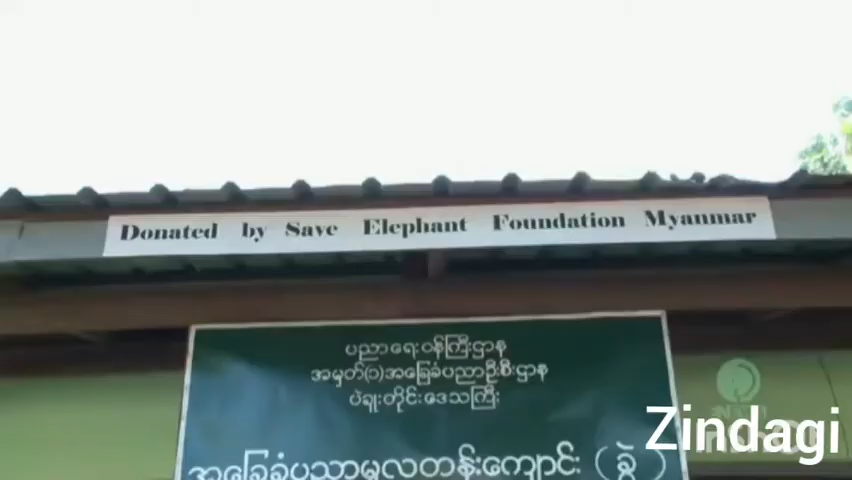 Donated by Save Elephant Foundation Myanmar
ပညာရေးဝန်ကြီးဌာန
အမှတ်(၁)အခြေခံပညာဦးစီးဌာန
ပဲခူးတိုင်းဒေသကြီး
အခြေခံပညာမူလတန်းကျောင်း (ခွဲ)
Zindagi